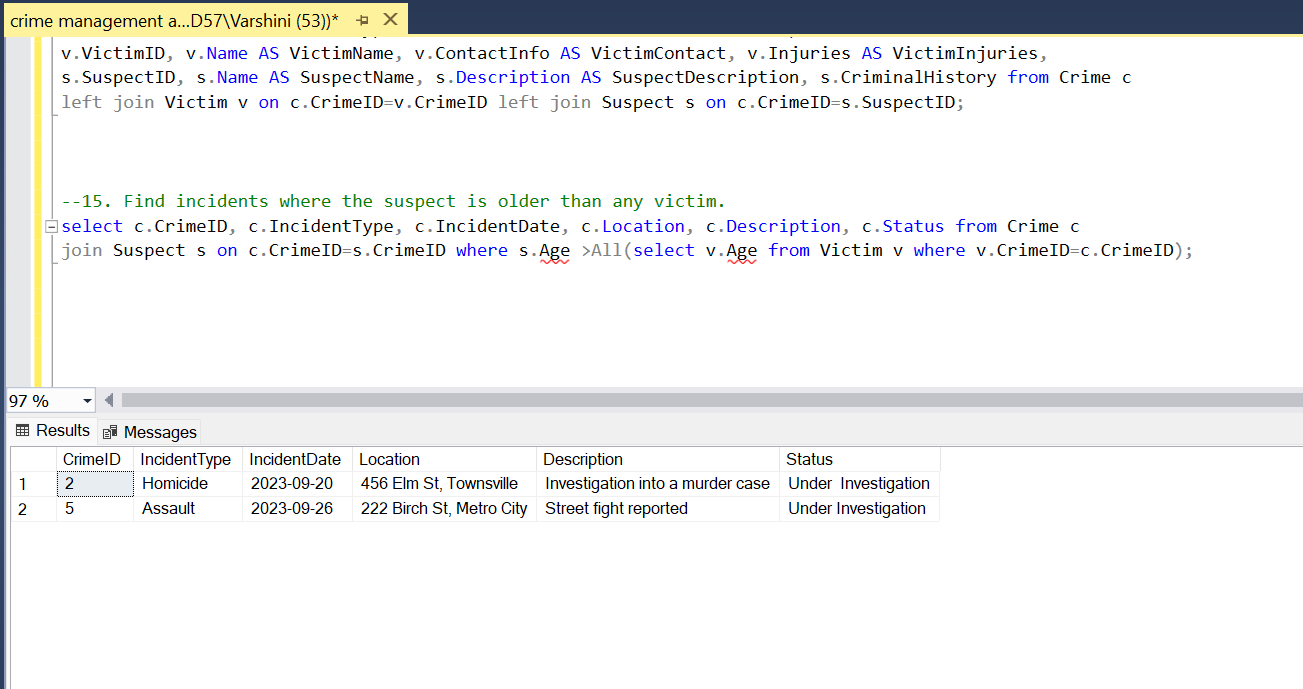 crime management a...D57\Varshini (53))*
v.VictimID, v.Name AS VictimName, v.ContactInfo AS VictimContact, v.Injuries AS VictimInjuries,
s.SuspectID, s.Name AS SuspectName, s.Description AS SuspectDescription, s.CriminalHistory from Crime c
left join Victim v on c.CrimeID=v.CrimeID left join Suspect s on c.CrimeID=s.SuspectID;
--15. Find incidents where the suspect is older than any victim.
select c.CrimeID, c.IncidentType, c.IncidentDate, c.Location, c.Description, c.Status from Crime c
join Suspect s on c.CrimeID=s.CrimeID where s.Age >All(select v.Age from Victim v where v.CrimeID=c.CrimeID);
97 %
Results Messages
CrimeID IncidentType IncidentDate Location Description Status
1 2 Homicide 2023-09-20 456 Elm St, Townsville Investigation into a murder case Under  Investigation
2 5 Assault 2023-09-26 222 Birch St, Metro City Street fight reported Under Investigation